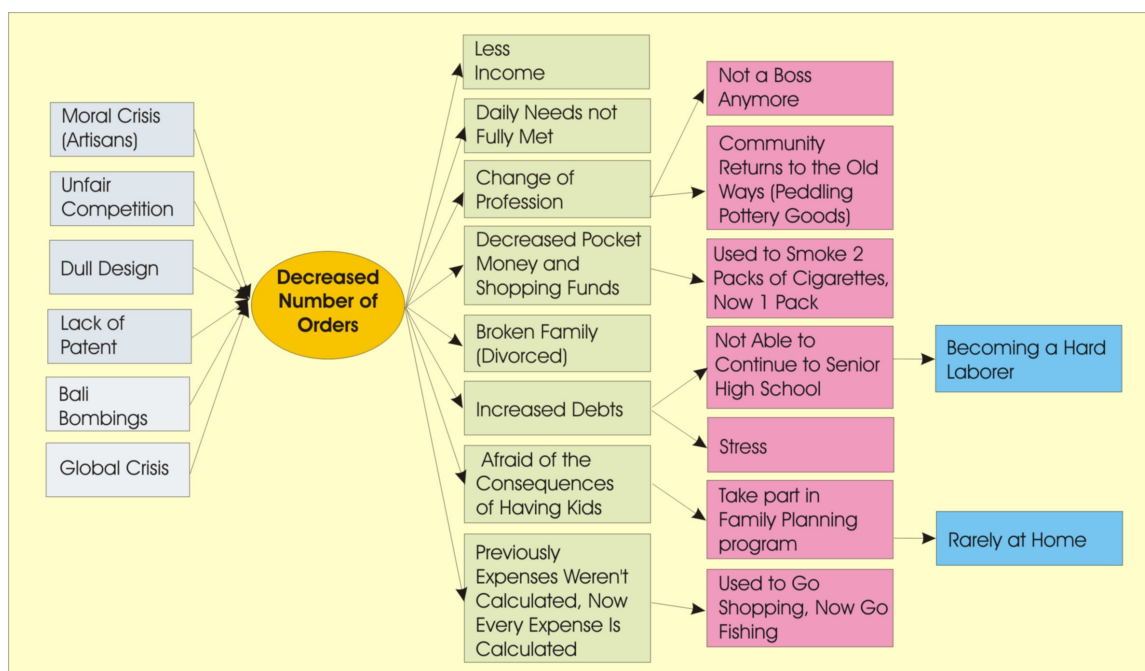 Moral Crisis
(Artisans)
Unfair
Competition
Dull Design
Lack of
Patent
Bali
Bombings
Global Crisis
Decreased
Number of
Orders
Less
Income
Daily Needs not
Fully Met
Change of
Profession
Decreased Pocket
Money and
Shopping Funds
Broken Family
(Divorced)
Increased Debts
Afraid of the
Consequences
of Having Kids
Previously
Expenses Weren't
Calculated, Now
Every Expense Is
Calculated
Not a Boss
Anymore
Community
Returns to the Old
Ways (Peddling
Pottery Goods)
Used to Smoke 2
Packs of Cigarettes,
Now 1 Pack
Not Able to
Continue to Senior
High School
Stress
Take part in
Family Planning
program
Used to Go
Shopping, Now Go
Fishing
Becoming a Hard
Laborer
Rarely at Home